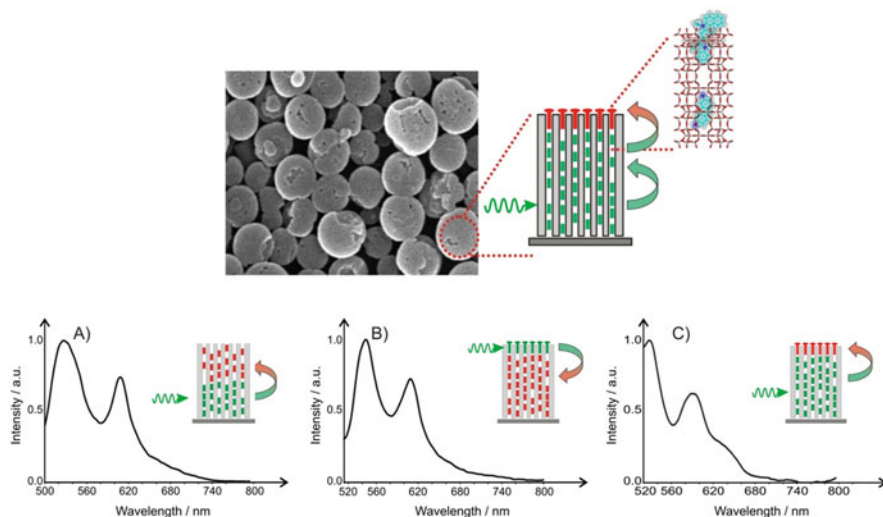 A)
Intensity / a.u.
1.0
0.5
0.0
500 560 620 680 740 800
Wavelength / nm
B)
Intensity / a.u.
1.0
0.5
0.0
520 560 620 680 740 800
Wavelength / nm
C)
Intensity / a.u.
1.0
0.5
0.0
520 560 620 680 740 800
Wavelength / nm